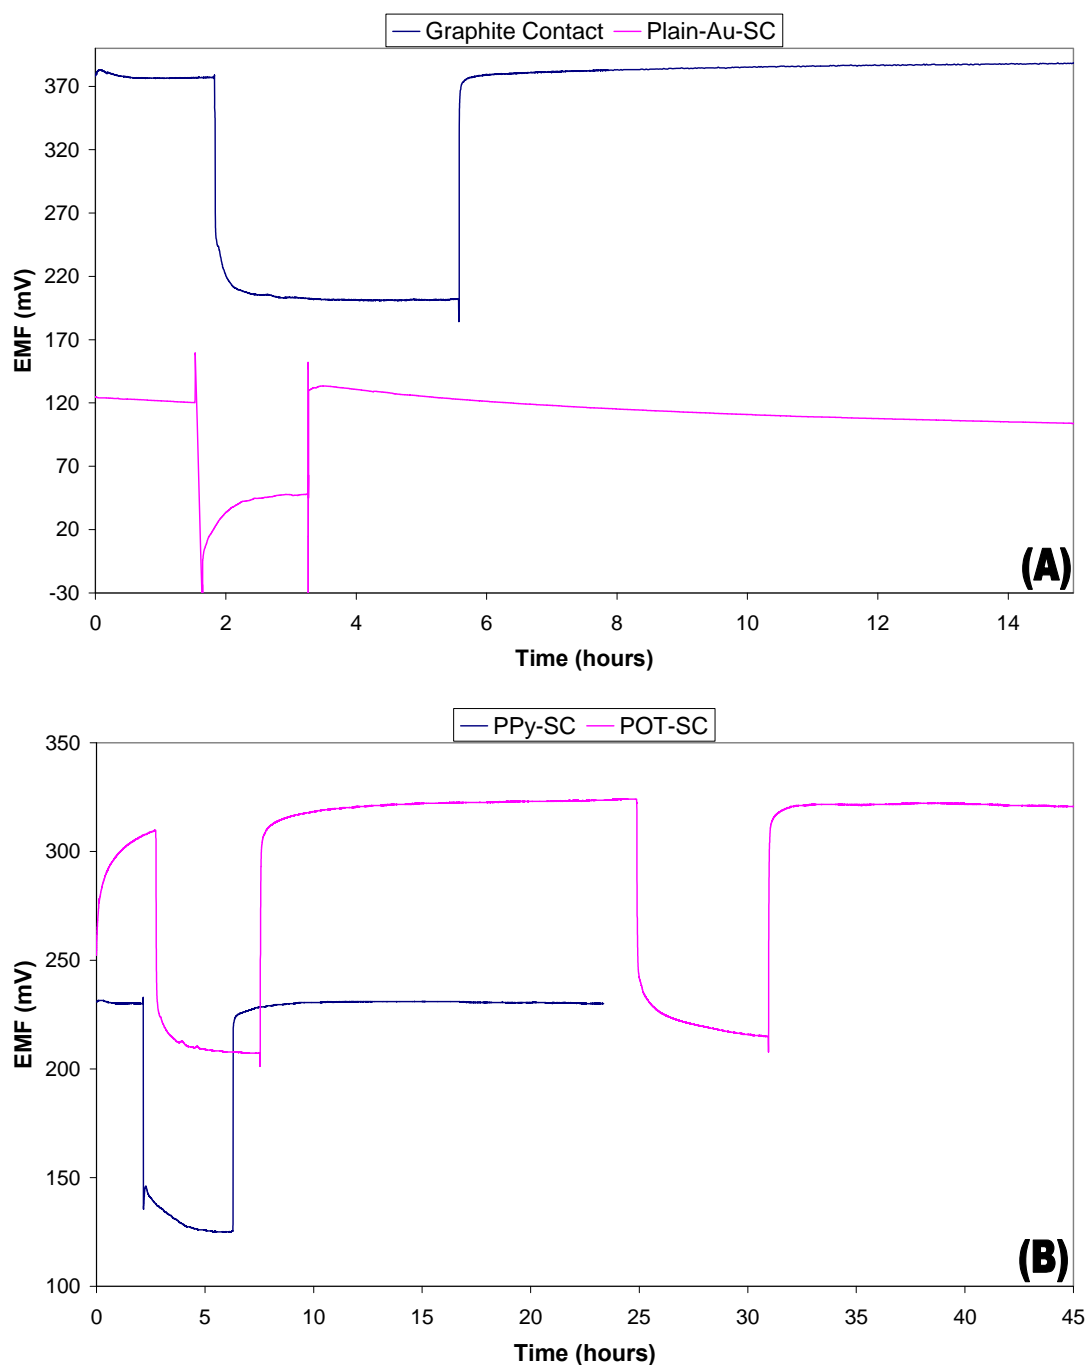 Graphite Contact Plain-Au-SC
370
320
270
220
170
120
70
20
-30
EMF (mV)
0 2 4 6 8 10 12 14
Time (hours)
(A)
PPy-SC POT-SC
350
300
250
200
150
100
EMF (mV)
0 5 10 15 20 25 30 35 40 45
Time (hours)
(B)